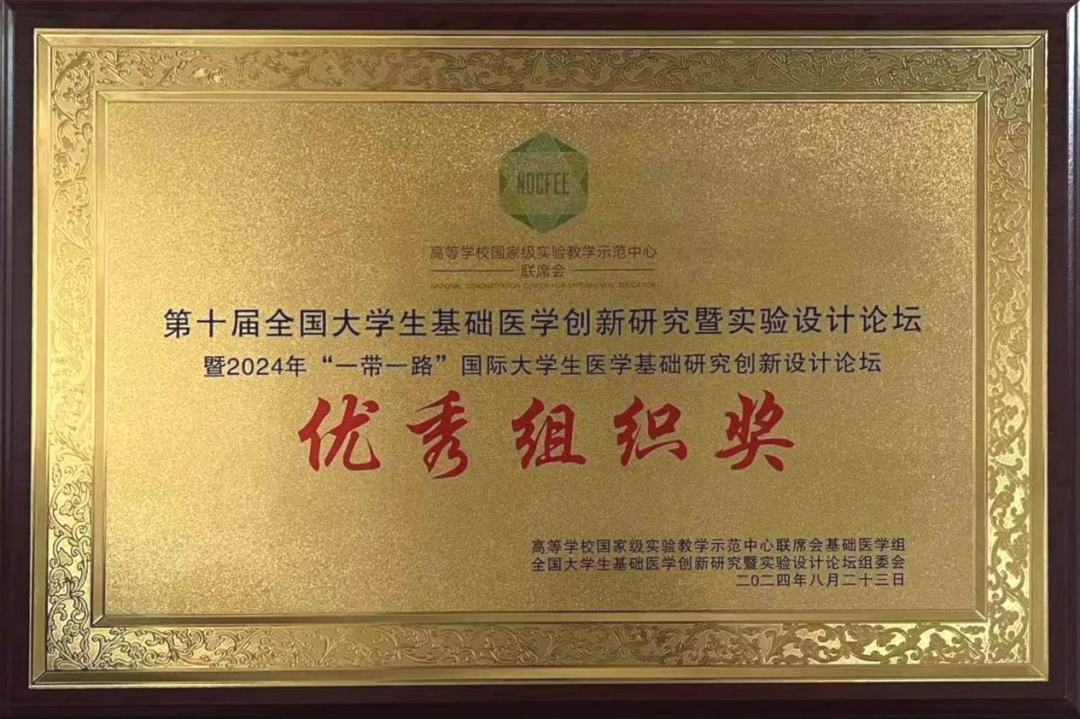 NDCFEE
高等学校国家级实验教学示范中心
联席会
NATIONAL DEMONSTRATION CENTER FOR EXPERIMENTAL EDUCATION
第十届全国大学生基础医学创新研究暨实验设计论坛
暨2024年“一带一路”国际大学生医学基础研究创新设计论坛
优秀组织奖
高等学校国家级实验教学示范中心联席会基础医学组
全国大学生基础医学创新研究暨实验设计论坛组委会
二〇二四年八月二十三日